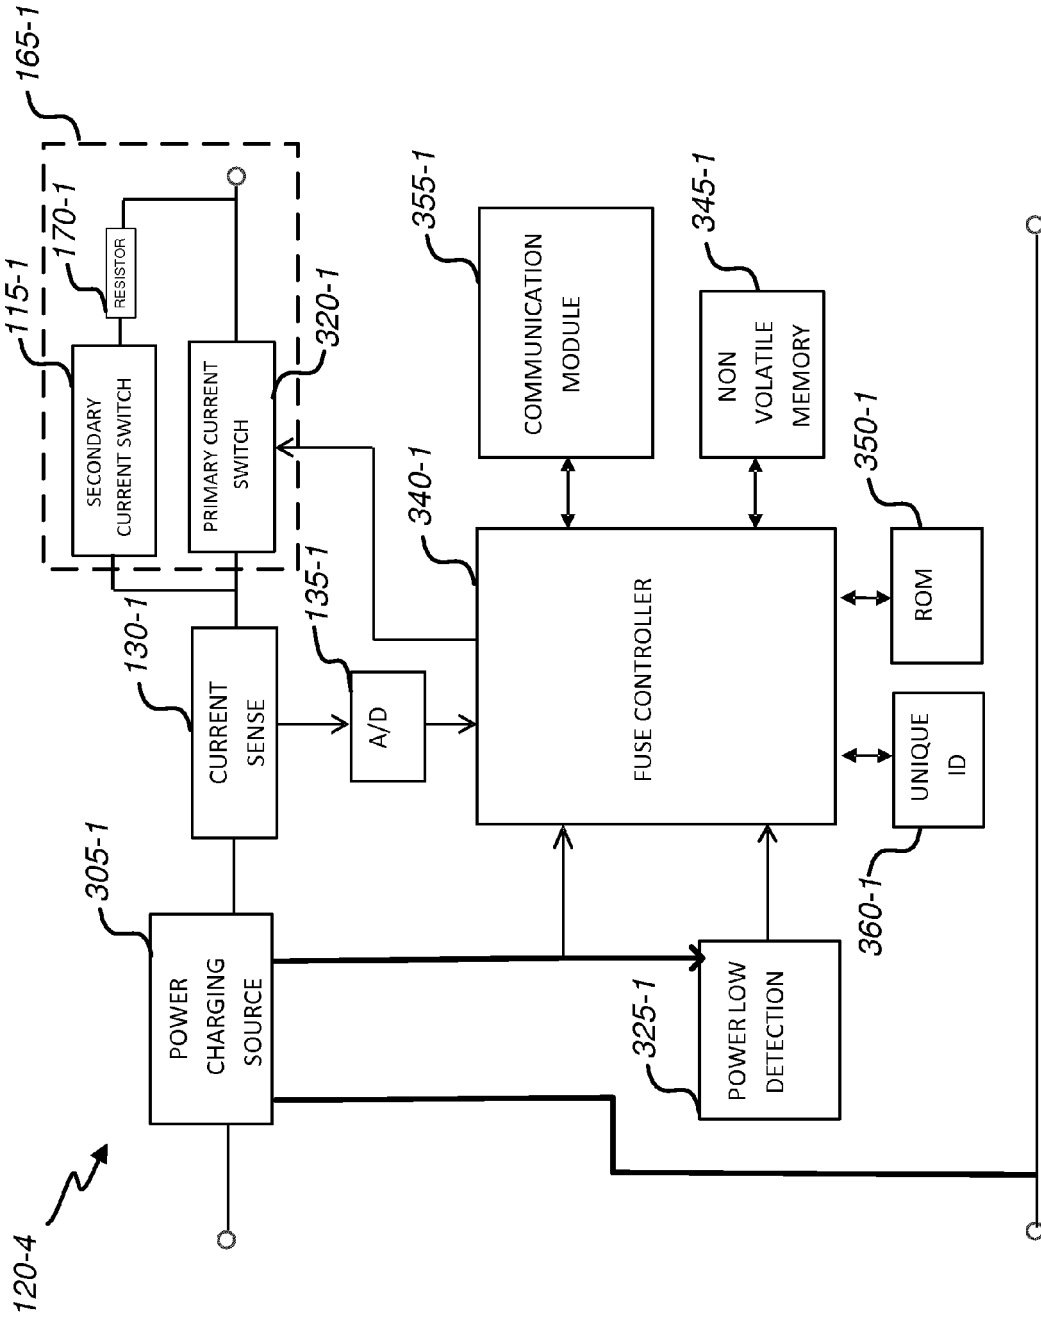 120-4
305-1
POWER
CHARGING
SOURCE
130-1
CURRENT
SENSE
115-1
SECONDARY
CURRENT SWITCH
170-1
RESISTOR
165-1
PRIMARY CURRENT
SWITCH
320-1
135-1
A/D
340-1
FUSE CONTROLLER
355-1
COMMUNICATION
MODULE
345-1
NON
VOLATILE
MEMORY
325-1
POWER LOW
DETECTION
360-1
UNIQUE
ID
350-1
ROM